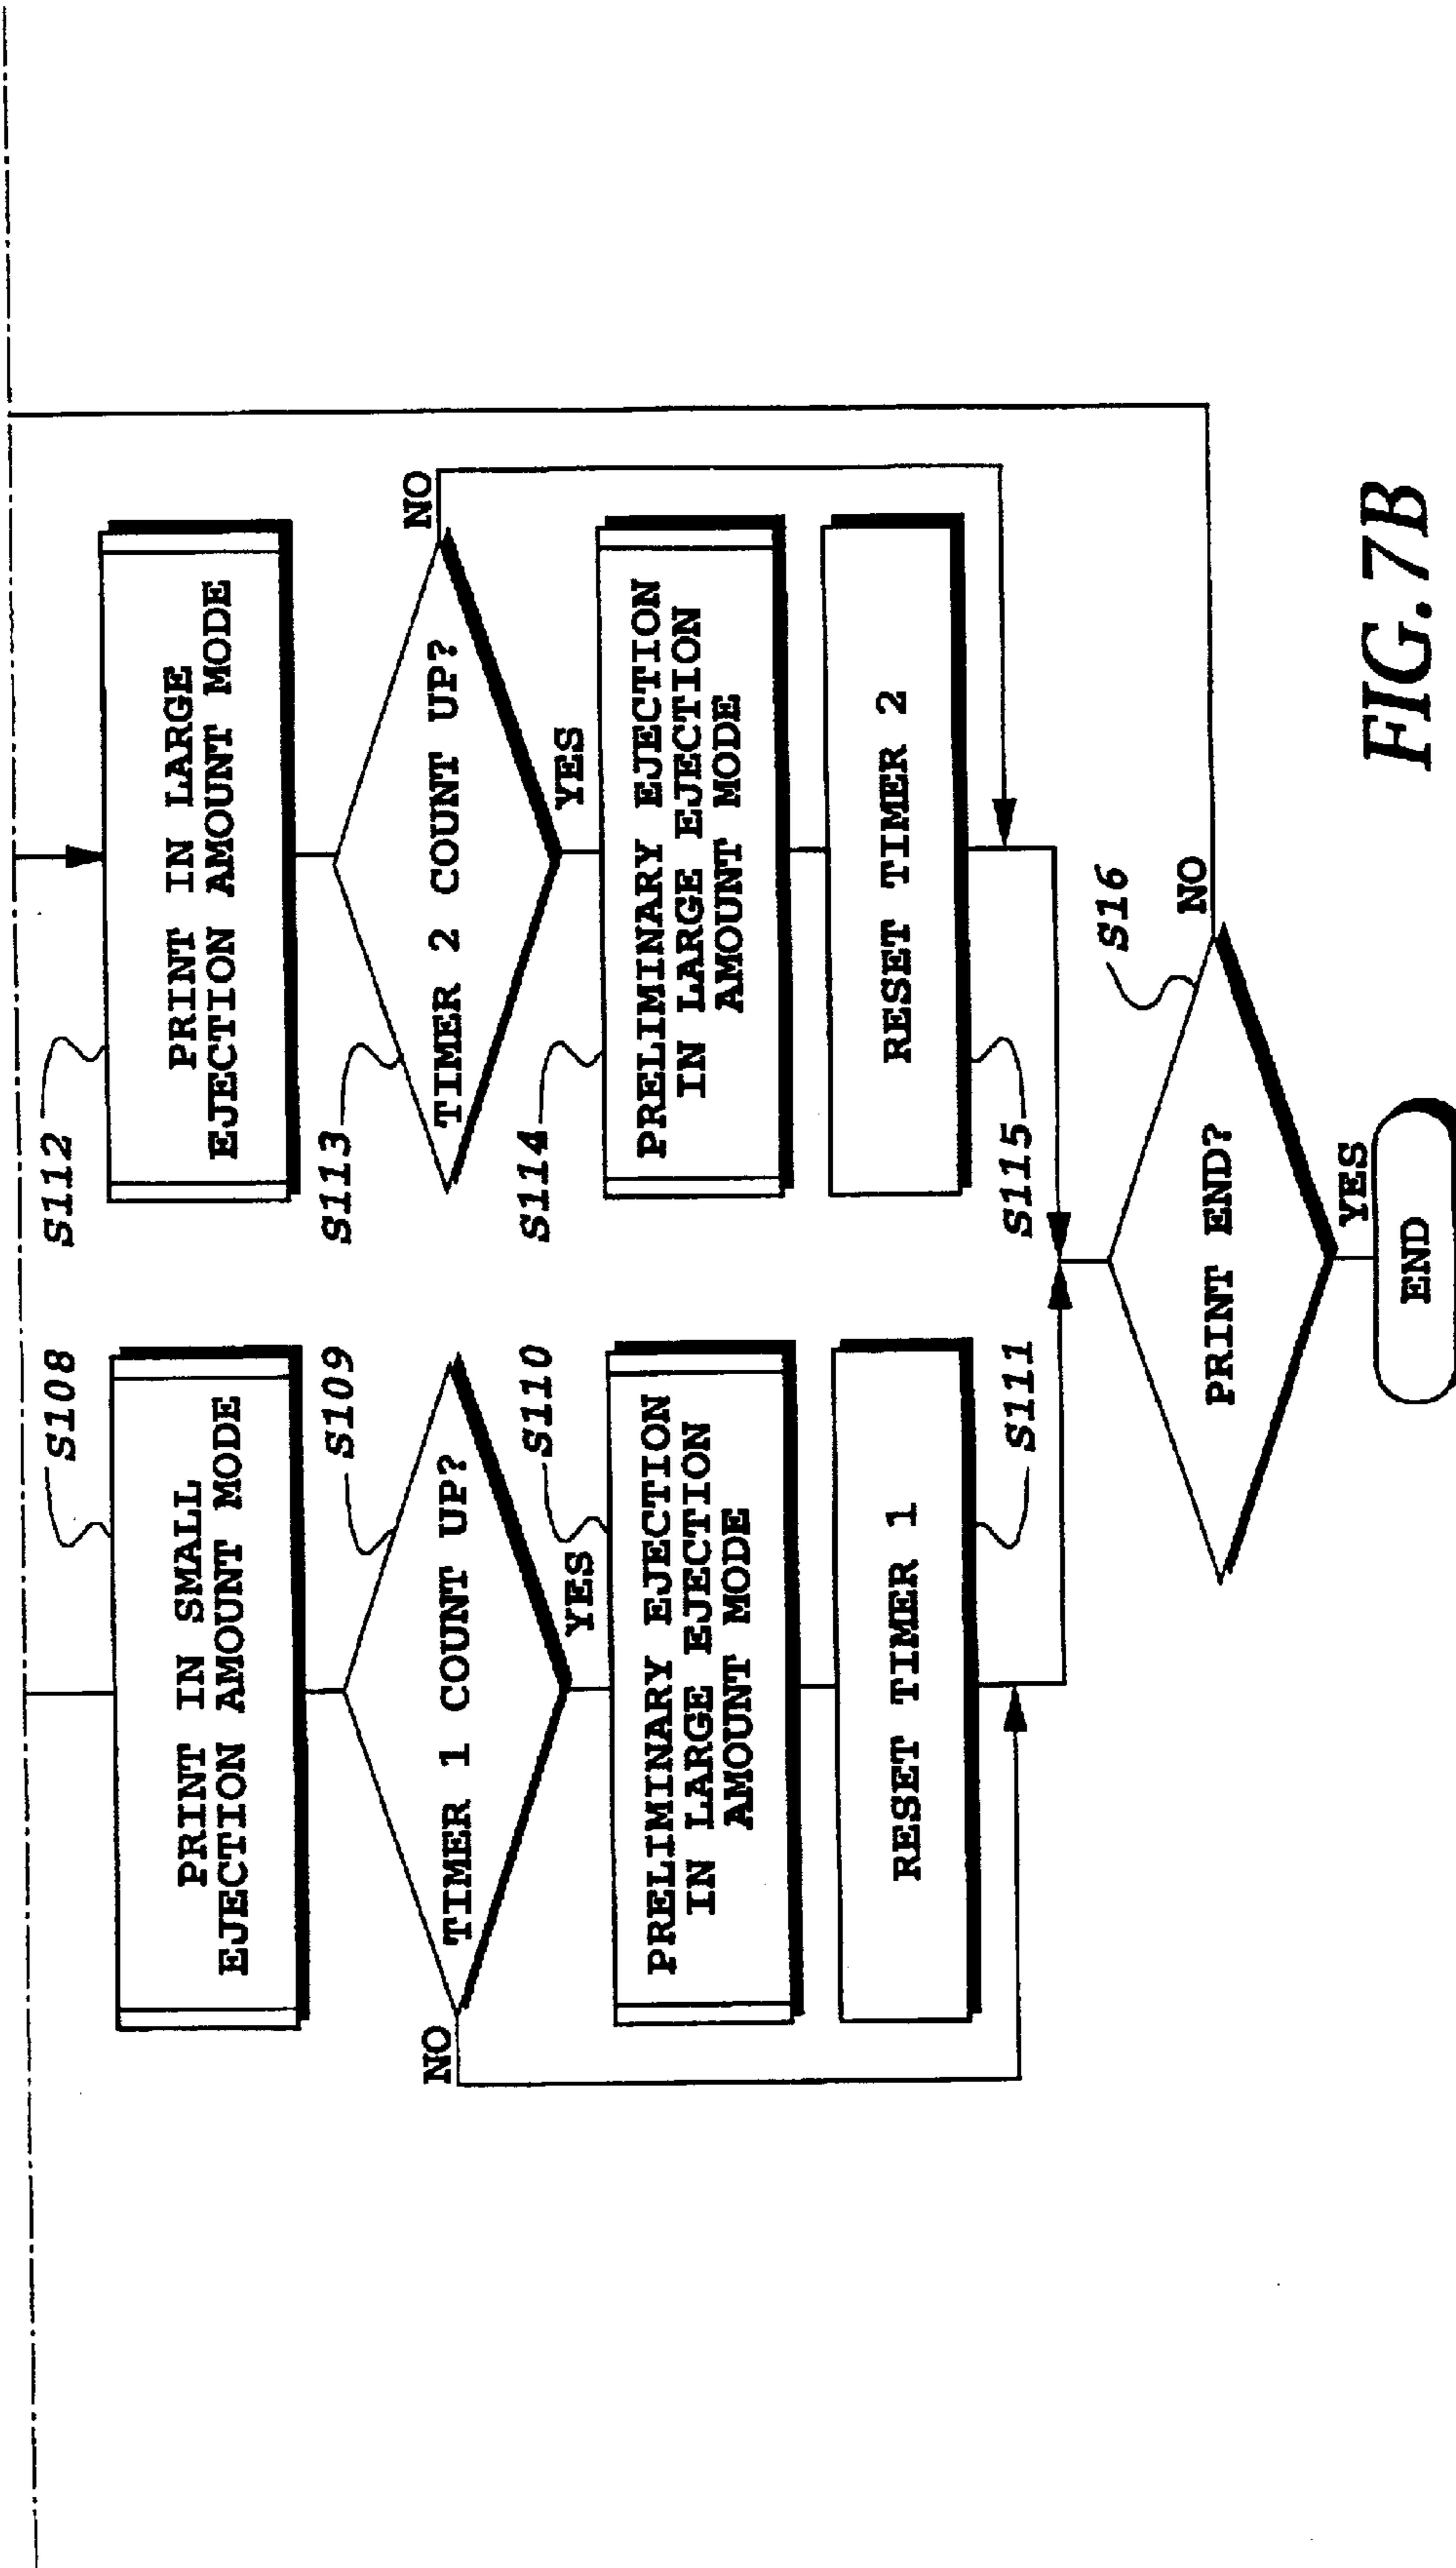 S108
PRINT IN SMALL
EJECTION AMOUNT MODE
S109
TIMER 1 COUNT UP?
NO
YES
S110
PRELIMINARY EJECTION
IN LARGE EJECTION
AMOUNT MODE
RESET TIMER 1
S111
S112
PRINT IN LARGE
EJECTION AMOUNT MODE
S113
TIMER 2 COUNT UP?
NO
YES
S114
PRELIMINARY EJECTION
IN LARGE EJECTION
AMOUNT MODE
RESET TIMER 2
S115
S16
PRINT END?
NO
YES
END
FIG.7B